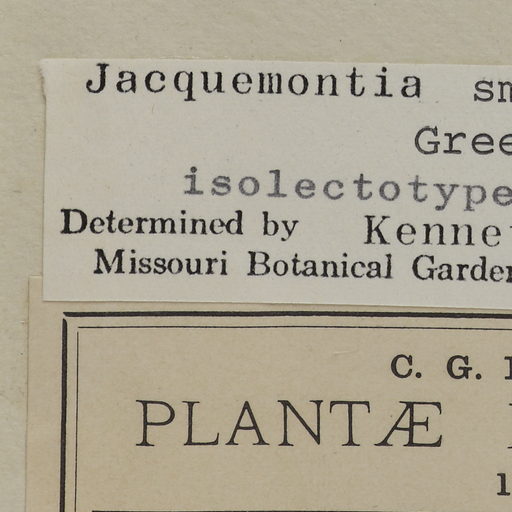 Jacquemontia sm
Gree
isolectotype
Determined by Kenne
Missouri Botanical Garden
C. G.
PLANTÆ
1